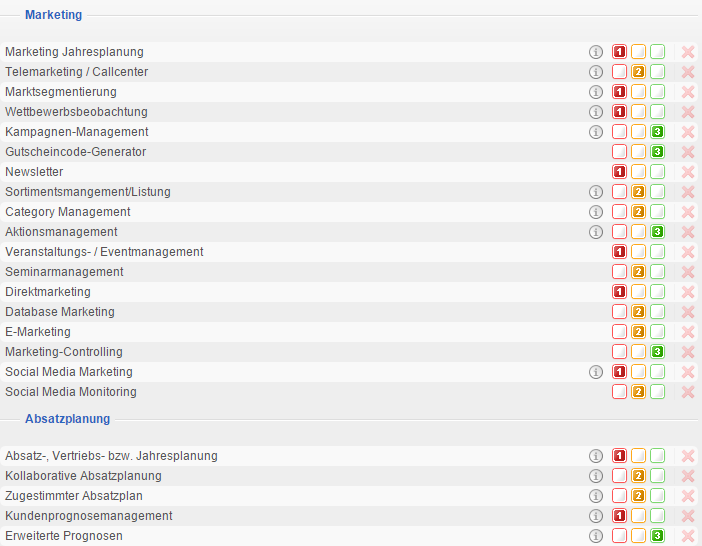 Marketing
Marketing Jahresplanung 1
Telemarketing / Callcenter 2
Marktsegmentierung 1
Wettbewerbsbeobachtung 1
Kampagnen-Management 3
Gutscheincode-Generator 3
Newsletter 1
Sortimentsmangement/Listung 2
Category Management 2
Aktionsmanagement 3
Veranstaltungs- / Eventmanagement 1
Seminarmanagement 2
Direktmarketing 1
Database Marketing 2
E-Marketing 2
Marketing-Controlling 3
Social Media Marketing 1
Social Media Monitoring 2
Absatzplanung
Absatz-, Vertriebs- bzw. Jahresplanung 1
Kollaborative Absatzplanung 2
Zugestimmter Absatzplan 2
Kundenprognosemanagement 1
Erweiterte Prognosen 3